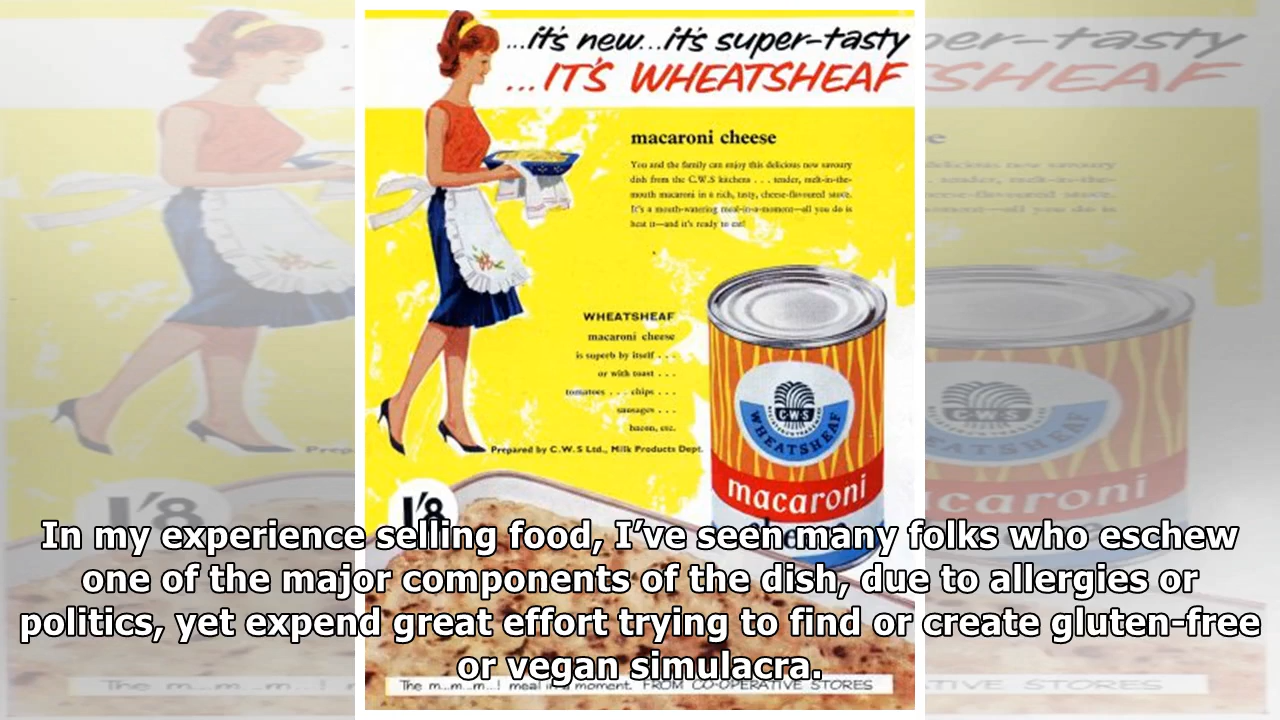 ...it's new...it's super-tasty
...IT'S WHEATSHEAF
macaroni cheese
You and the family can enjoy this delicious new savoury
dish from the C.W.S kitchens . . . tender, melt-in-the-
mouth macaroni in a rich, tasty, cheese-flavoured sauce.
It's a mouth-watering meal-in-a-moment—all you do is
heat it—and it's ready to eat!
WHEATSHEAF
macaroni cheese
is superb by itself . . .
or with toast . . .
tomatoes . . . chips . . .
sausages . . .
bacon, etc.
Prepared by C.W.S Ltd., Milk Products Dept.
C·W·S
WHEATSHEAF
macaroni
1'8
In my experience selling food, I've seen many folks who eschew
one of the major components of the dish, due to allergies or
politics, yet expend great effort trying to find or create gluten-free
or vegan simulacra.
The m...m...m...! meal in a moment. FROM CO-OPERATIVE STORES